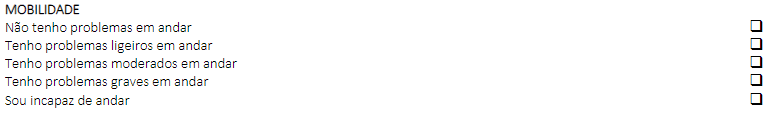 MOBILIDADE
Não tenho problemas em andar ❑
Tenho problemas ligeiros em andar ❑
Tenho problemas moderados em andar ❑
Tenho problemas graves em andar ❑
Sou incapaz de andar ❑